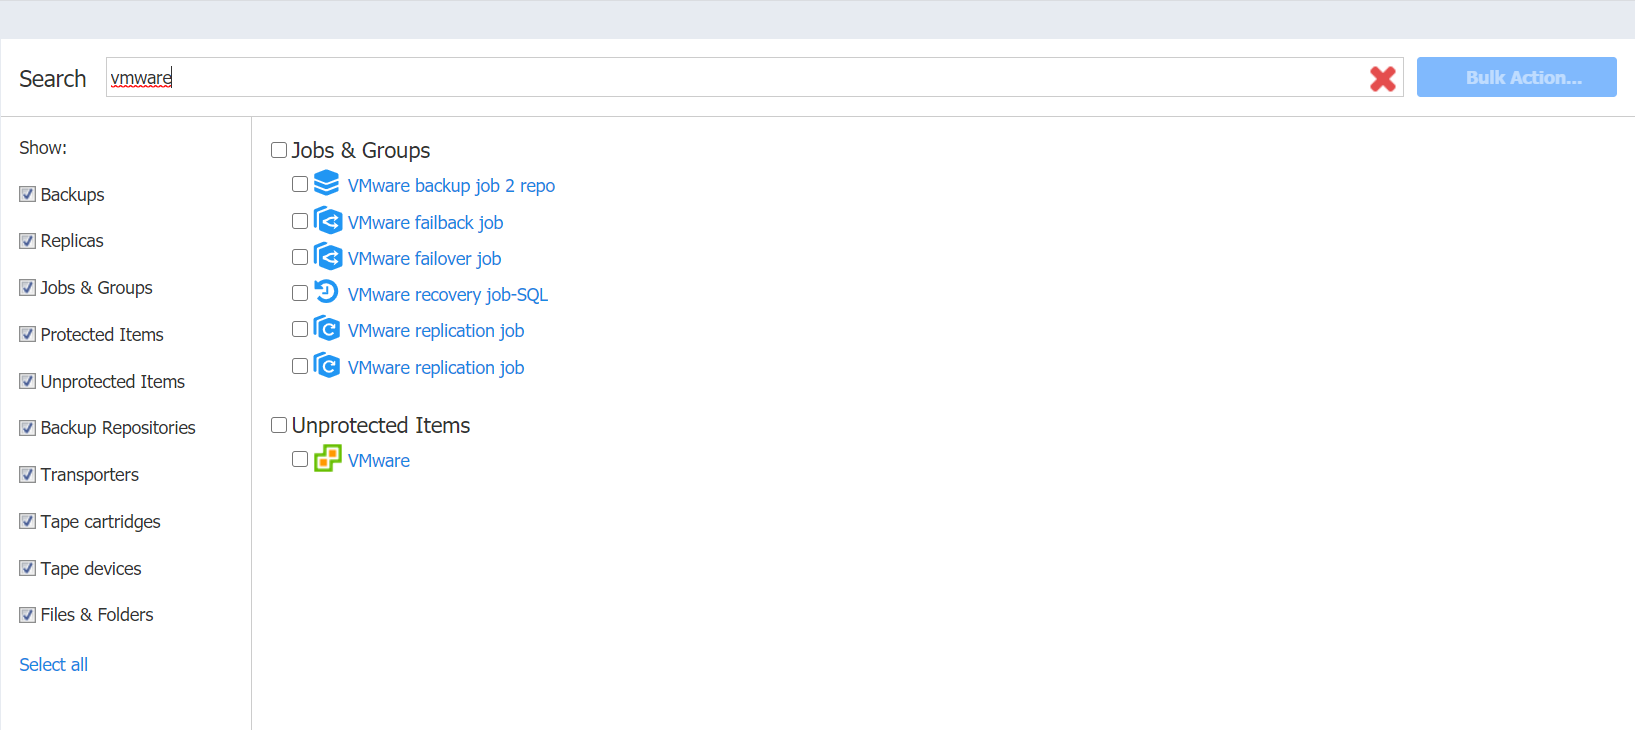 Search vmware Bulk Action...
Show:
Backups
Replicas
Jobs & Groups
Protected Items
Unprotected Items
Backup Repositories
Transporters
Tape cartridges
Tape devices
Files & Folders
Select all
Jobs & Groups
VMware backup job 2 repo
VMware failback job
VMware failover job
VMware recovery job-SQL
VMware replication job
VMware replication job
Unprotected Items
VMware